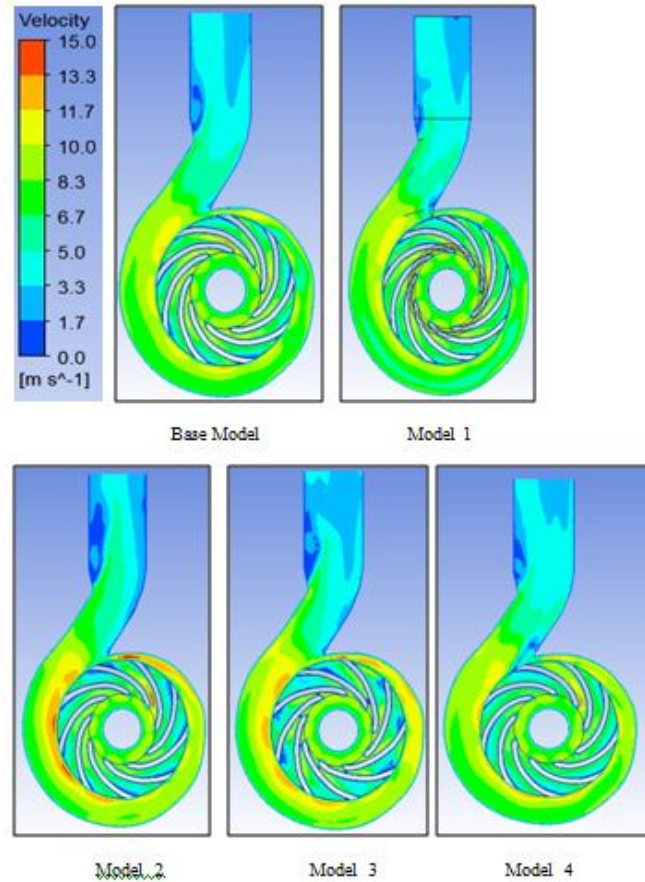 Velocity
15.0
13.3
11.7
10.0
8.3
6.7
5.0
3.3
1.7
0.0
[m s^-1]
Base Model
Model 1
Model 2
Model 3
Model 4